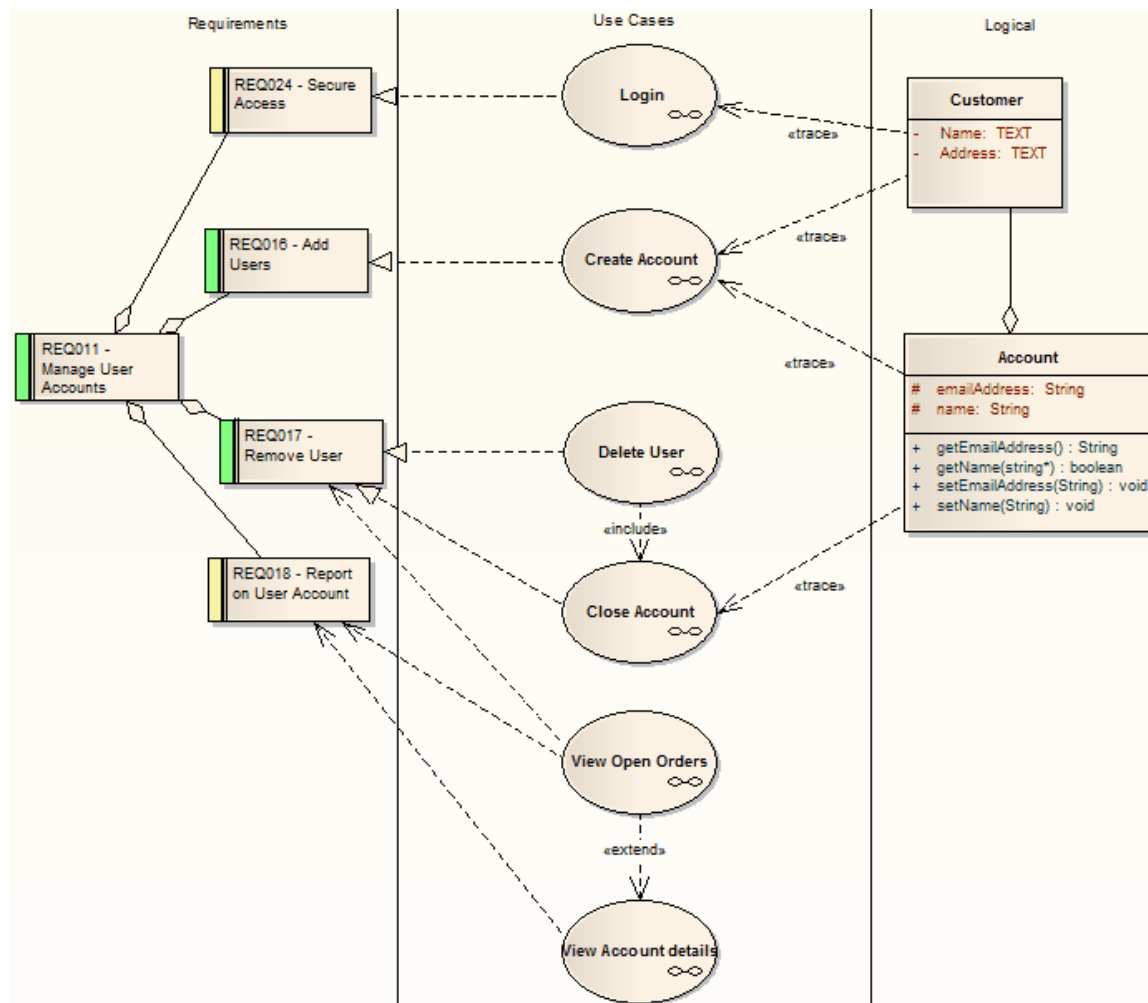 Requirements
Use Cases
Logical
REQ024 - Secure
Access
Login
Customer
- Name: TEXT
- Address: TEXT
«trace»
REQ016 - Add
Users
Create Account
«trace»
REQ011 -
Manage User
Accounts
«trace»
Account
# emailAddress: String
# name: String
+ getEmailAddress() : String
+ getName(string*) : boolean
+ setEmailAddress(String) : void
+ setName(String) : void
REQ017 -
Remove User
Delete User
«include»
REQ018 - Report
on User Account
Close Account
«trace»
View Open Orders
«extend»
View Account details